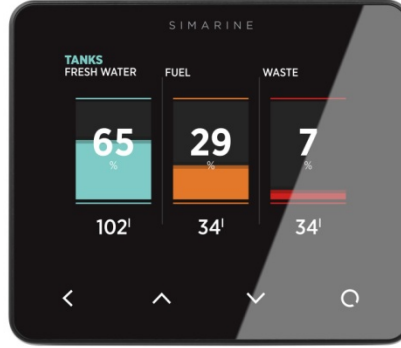 SIMARINE
TANKS
FRESH WATER FUEL WASTE
65 29 7
% % %
102l 34l 34l